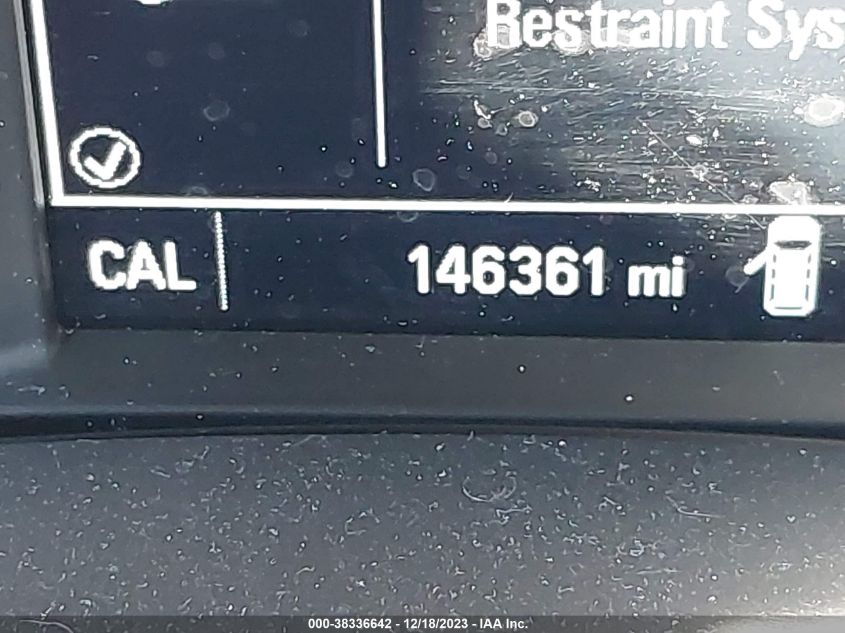 Restraint Sys
CAL
146361 mi
000-38336642 - 12/18/2023 - IAA Inc.